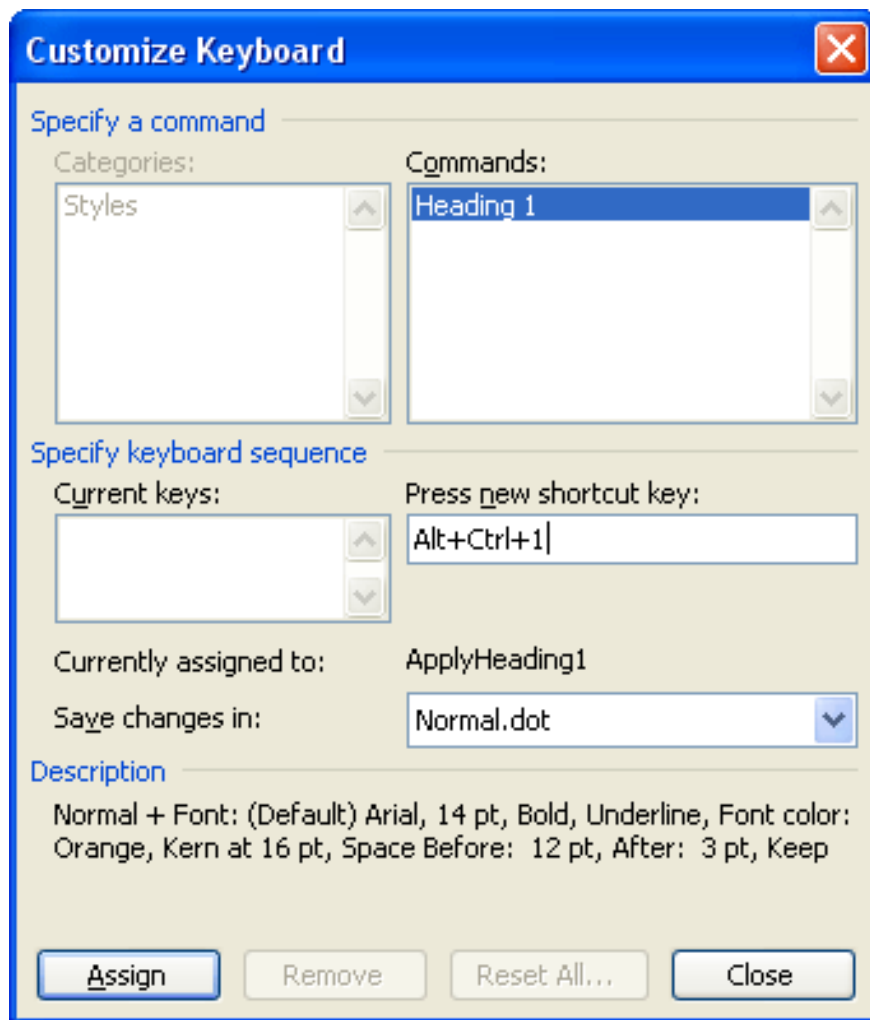 Customize Keyboard
Specify a command
Categories:
Commands:
Styles
Heading 1
Specify keyboard sequence
Current keys:
Press new shortcut key:
Alt+Ctrl+1
Currently assigned to:
ApplyHeading1
Save changes in:
Normal.dot
Description
Normal + Font: (Default) Arial, 14 pt, Bold, Underline, Font color:
Orange, Kern at 16 pt, Space Before:  12 pt, After:  3 pt, Keep
Assign
Remove
Reset All...
Close